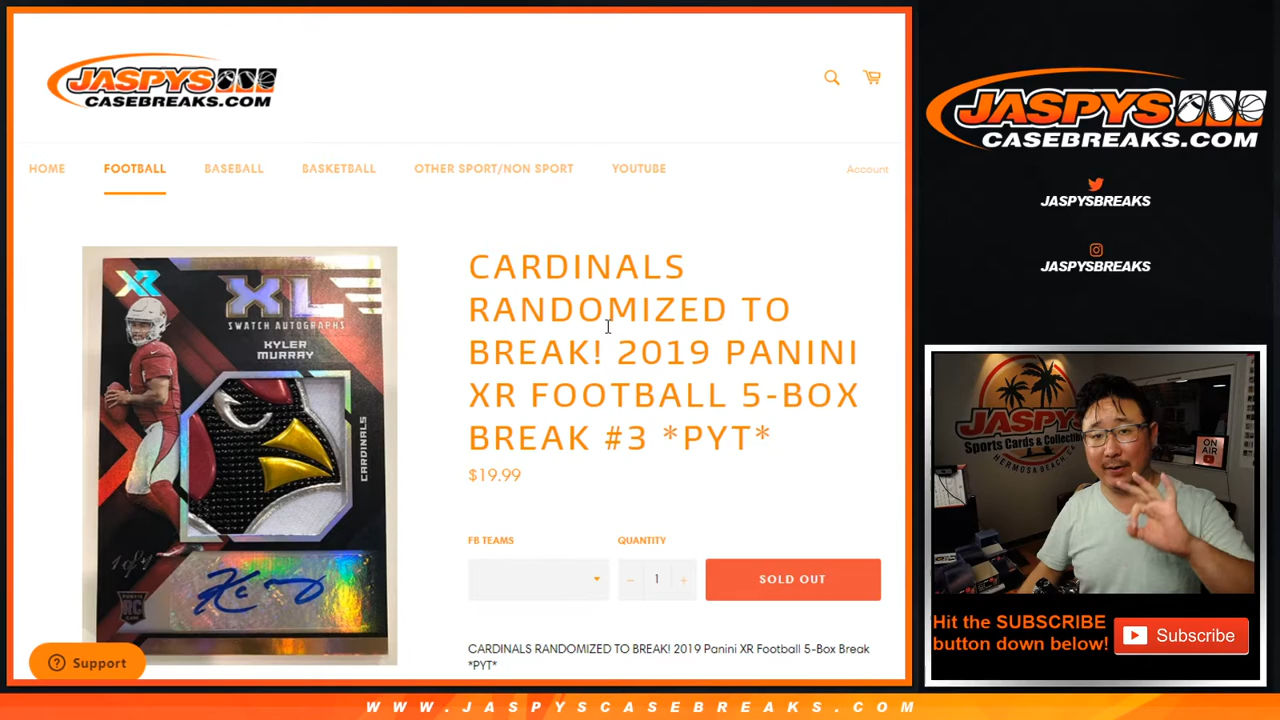 JASPYS
CASEBREAKS.COM
HOME
FOOTBALL
BASEBALL
BASKETBALL
OTHER SPORT/NON SPORT
YOUTUBE
Account
XR
XL
SWATCH AUTOGRAPHS
KYLER
MURRAY
CARDINALS
RC
CARDINALS
RANDOMIZED TO
BREAK! 2019 PANINI
XR FOOTBALL 5-BOX
BREAK #3 *PYT*
$19.99
FB TEAMS
QUANTITY
− 1 +
SOLD OUT
CARDINALS RANDOMIZED TO BREAK! 2019 Panini XR Football 5-Box Break
*PYT*
? Support
JASPYS
CASEBREAKS.COM
JASPYSBREAKS
JASPYSBREAKS
JASPYS
Sports Cards & Collectib
HERMOSA BEACH
ON
AIR
Hit the SUBSCRIBE
button down below!
Subscribe
WWW.JASPYSCASEBREAKS.COM